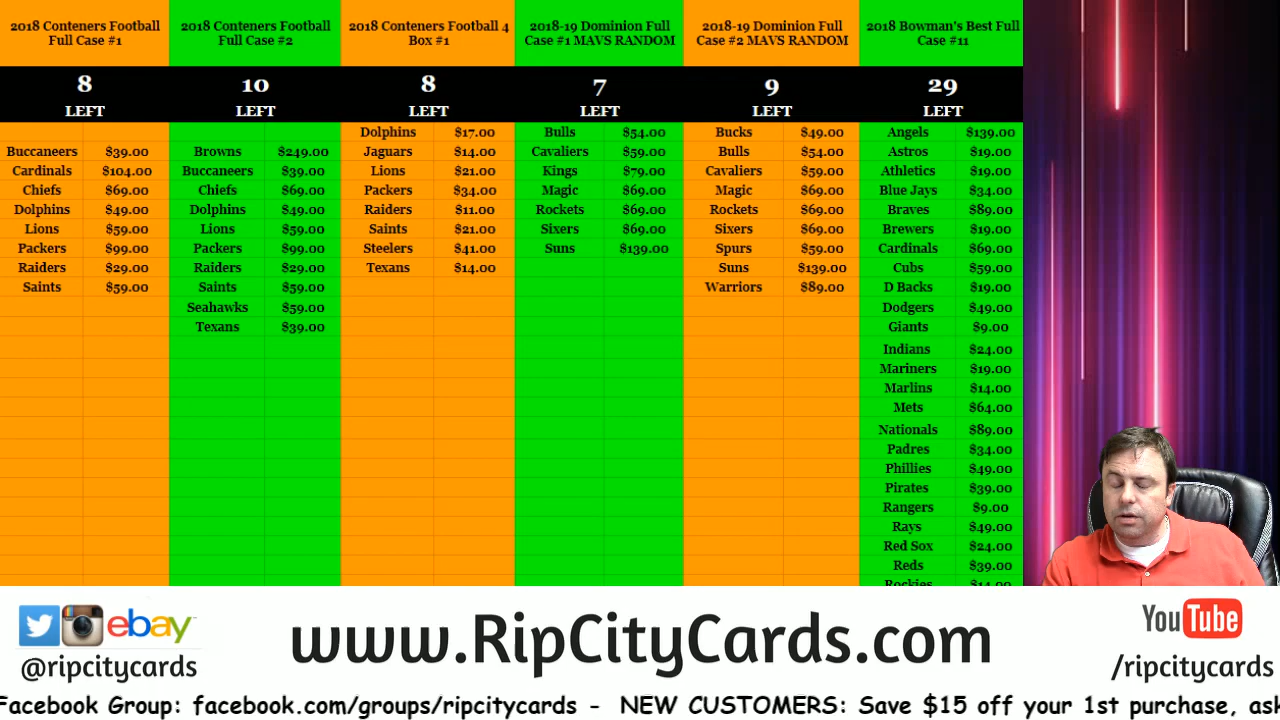 2018 Conteners Football Full Case #1
8
LEFT
Buccaneers $39.00
Cardinals $104.00
Chiefs $69.00
Dolphins $49.00
Lions $59.00
Packers $99.00
Raiders $29.00
Saints $59.00
2018 Conteners Football Full Case #2
10
LEFT
Browns $249.00
Buccaneers $39.00
Chiefs $69.00
Dolphins $49.00
Lions $59.00
Packers $99.00
Raiders $29.00
Saints $59.00
Seahawks $59.00
Texans $39.00
2018 Conteners Football 4 Box #1
8
LEFT
Dolphins $17.00
Jaguars $14.00
Lions $21.00
Packers $34.00
Raiders $11.00
Saints $21.00
Steelers $41.00
Texans $14.00
2018-19 Dominion Full Case #1 MAVS RANDOM
7
LEFT
Bulls $54.00
Cavaliers $59.00
Kings $79.00
Magic $69.00
Rockets $69.00
Sixers $69.00
Suns $139.00
2018-19 Dominion Full Case #2 MAVS RANDOM
9
LEFT
Bucks $49.00
Bulls $54.00
Cavaliers $59.00
Magic $69.00
Rockets $69.00
Sixers $69.00
Spurs $59.00
Suns $139.00
Warriors $89.00
2018 Bowman's Best Full Case #11
29
LEFT
Angels $139.00
Astros $19.00
Athletics $19.00
Blue Jays $34.00
Braves $89.00
Brewers $19.00
Cardinals $69.00
Cubs $59.00
D Backs $19.00
Dodgers $49.00
Giants $9.00
Indians $24.00
Mariners $19.00
Marlins $14.00
Mets $64.00
Nationals $89.00
Padres $34.00
Phillies $49.00
Pirates $39.00
Rangers $9.00
Rays $49.00
Red Sox $24.00
Reds $39.00
Rockies $14.00
ebay
@ripcitycards
www.RipCityCards.com
YouTube
/ripcitycards
Facebook Group: facebook.com/groups/ripcitycards - NEW CUSTOMERS: Save $15 off your 1st purchase, ask